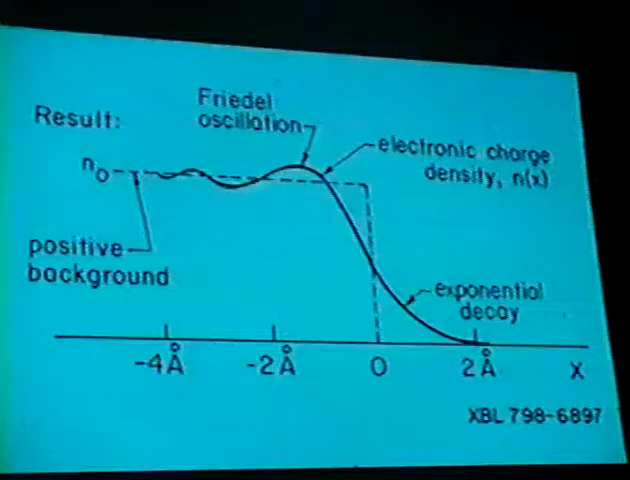 Result:
Friedel
oscillation
electronic charge
density, n(x)
n₀
positive
background
exponential
decay
-4Å
-2Å
0
2Å
X
XBL 798-6897